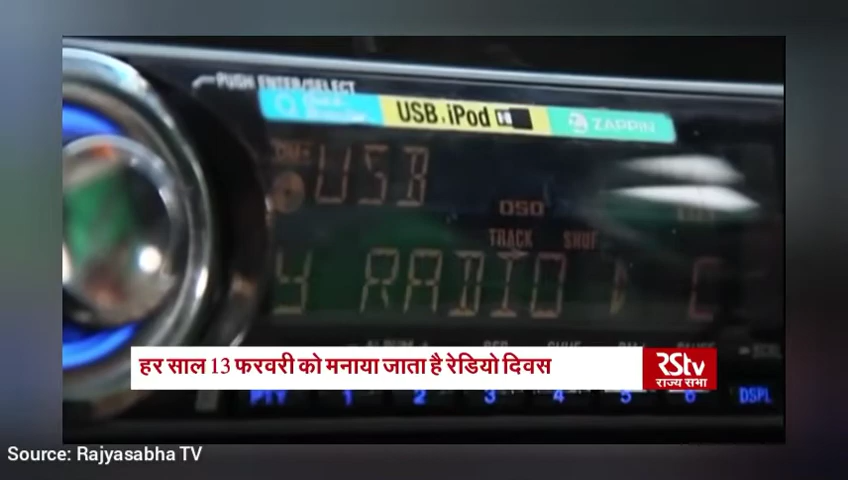 PUSH ENTER/SELECT
USB, iPod ZAPPIN
USB
OSO
TRACK SHUF
Y RADIO
हर साल 13 फरवरी को मनाया जाता है रेडियो दिवस
RStv
राज्य सभा
PTY 1 2 3 4 5 6 DSPL
Source: Rajyasabha TV